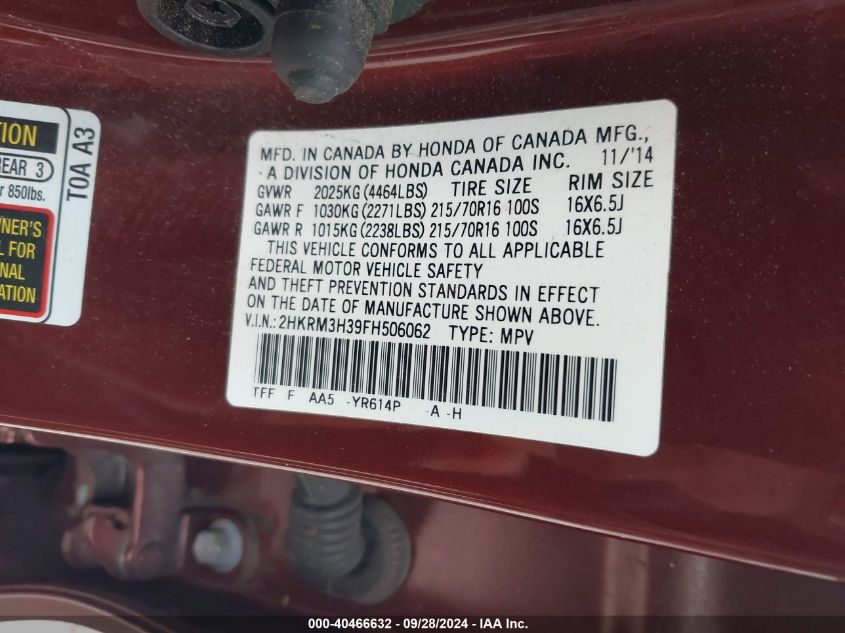 TION
REAR 3
r 850lbs.
NER'S
L FOR
NAL
ATION
TOA A3
MFD. IN CANADA BY HONDA OF CANADA MFG.,
A DIVISION OF HONDA CANADA INC. 11/'14
GVWR 2025KG (4464LBS) TIRE SIZE RIM SIZE
GAWR F 1030KG (2271LBS) 215/70R16 100S 16X6.5J
GAWR R 1015KG (2238LBS) 215/70R16 100S 16X6.5J
THIS VEHICLE CONFORMS TO ALL APPLICABLE
FEDERAL MOTOR VEHICLE SAFETY
AND THEFT PREVENTION STANDARDS IN EFFECT
ON THE DATE OF MANUFACTURE SHOWN ABOVE.
V.I.N.: 2HKRM3H39FH506062 TYPE: MPV
TFF F AA5 -YR614P -A -H
000-40466632 - 09/28/2024 - IAA Inc.